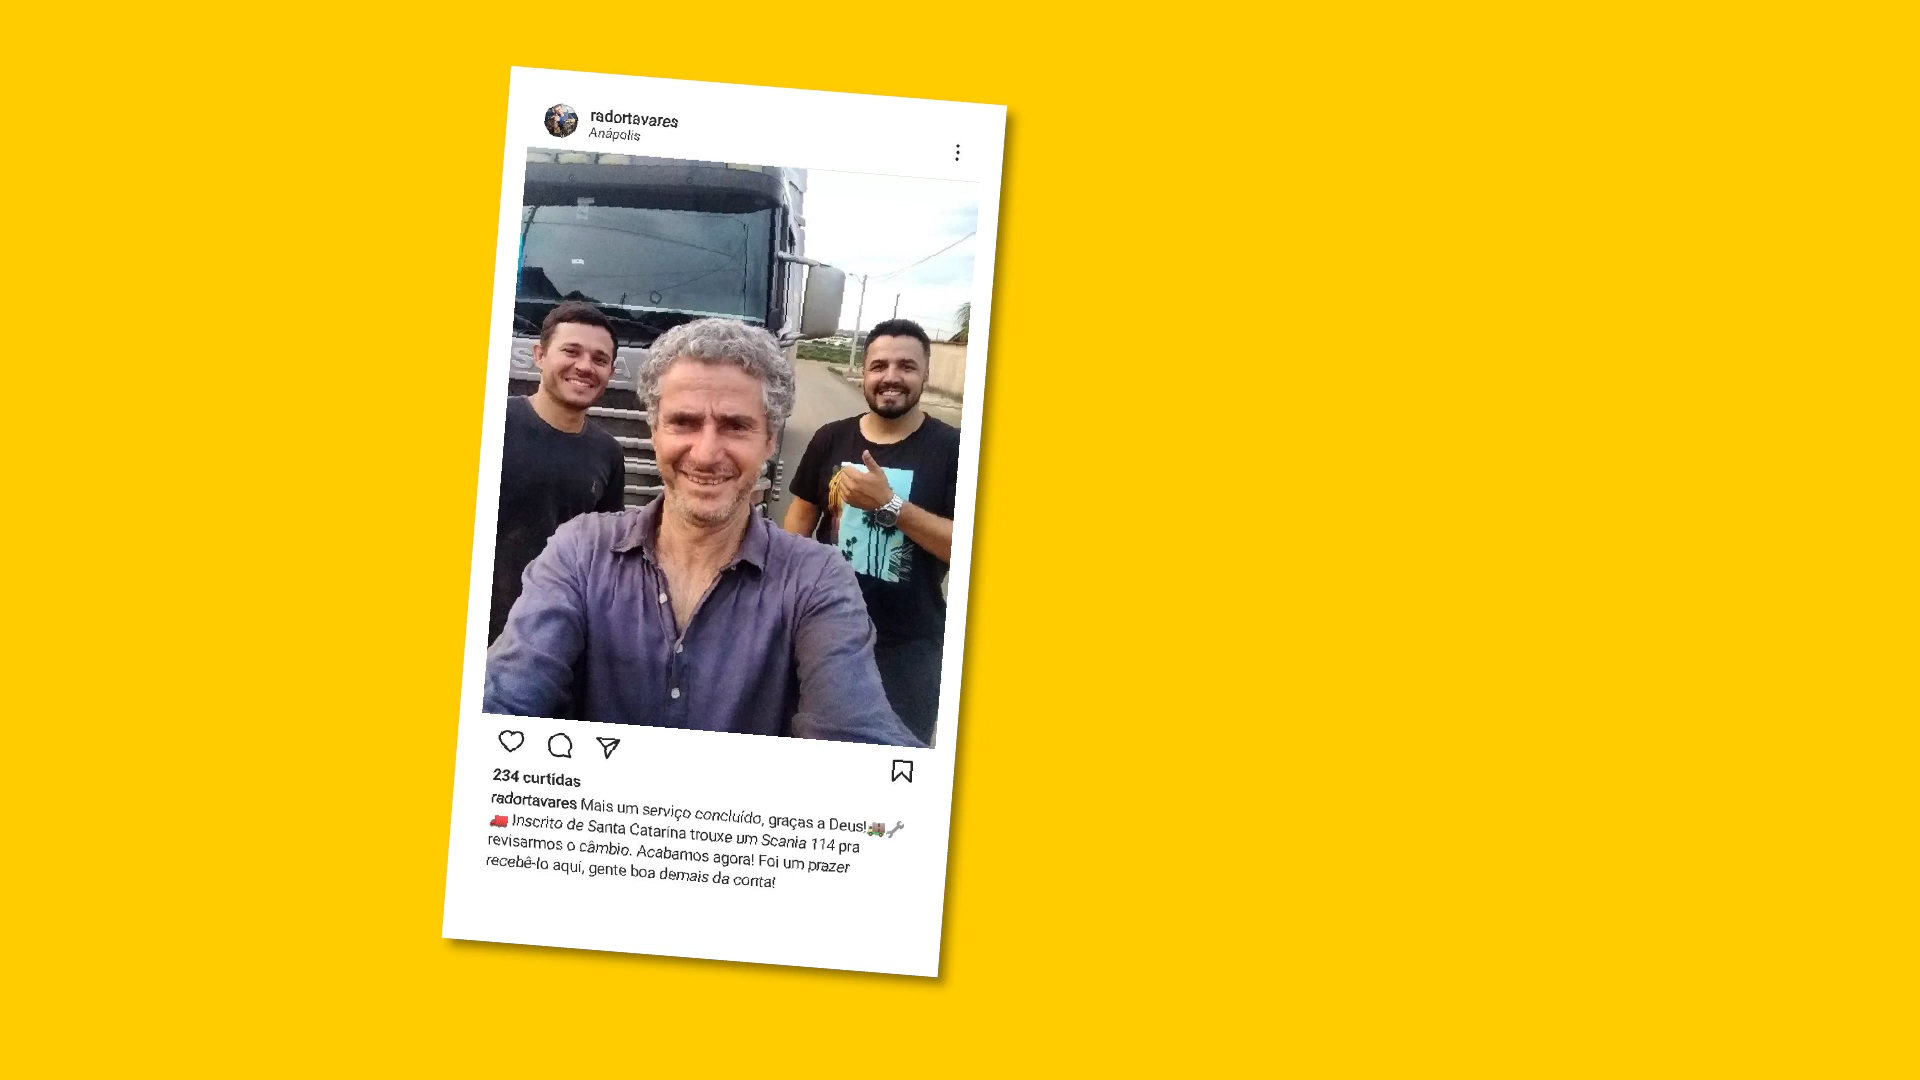 radortavares
Anápolis
234 curtidas
radortavares Mais um serviço concluído, graças a Deus!🚚🔧
🚛 Inscrito de Santa Catarina trouxe um Scania 114 pra
revisarmos o câmbio. Acabamos agora! Foi um prazer
recebê-lo aqui, gente boa demais da conta!